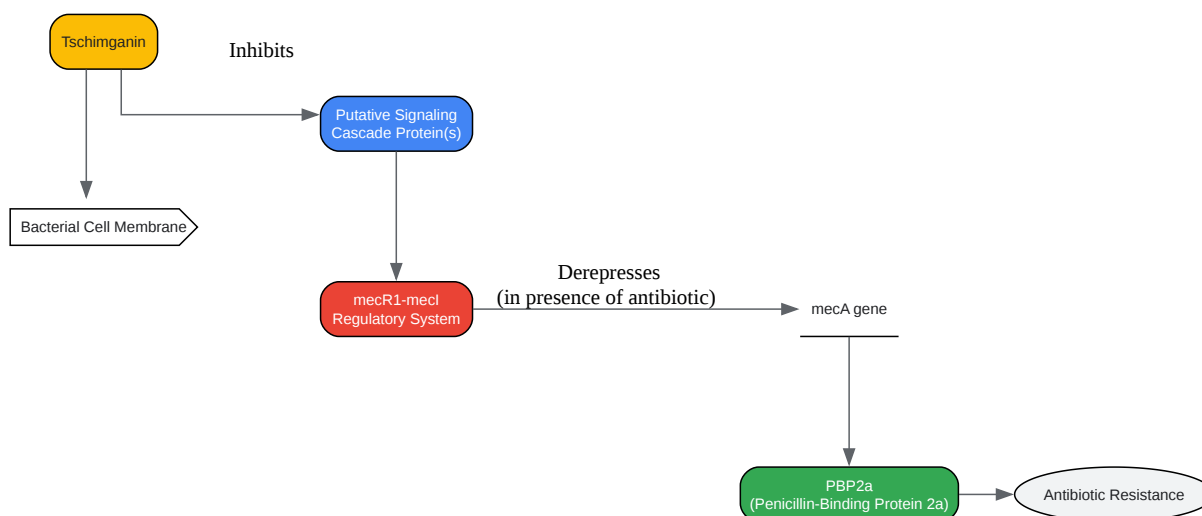 Tschimganin
Inhibits
Putative Signaling
Cascade Protein(s)
Bacterial Cell Membrane
Derepresses
(in presence of antibiotic)
mecR1-mecI
Regulatory System
mecA gene
PBP2a
(Penicillin-Binding Protein 2a)
Antibiotic Resistance